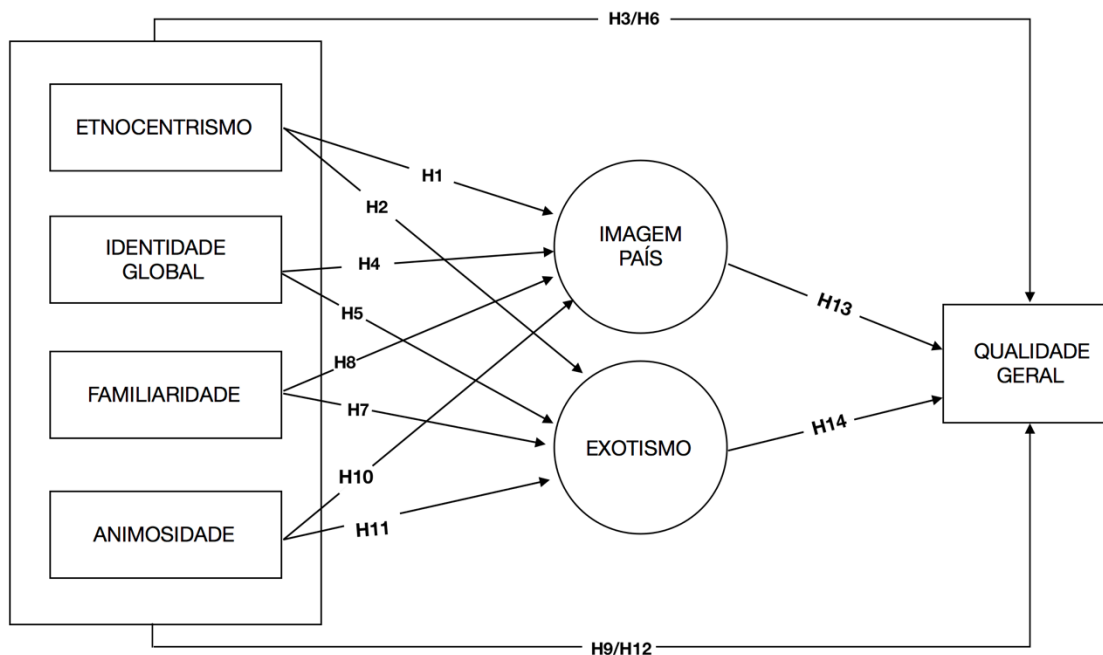 H3/H6
ETNOCENTRISMO
H1
H2
IDENTIDADE
GLOBAL
H4
H5
IMAGEM
PAÍS
H13
QUALIDADE
GERAL
FAMILIARIDADE
H8
H7
EXOTISMO
H14
H10
ANIMOSIDADE
H11
H9/H12